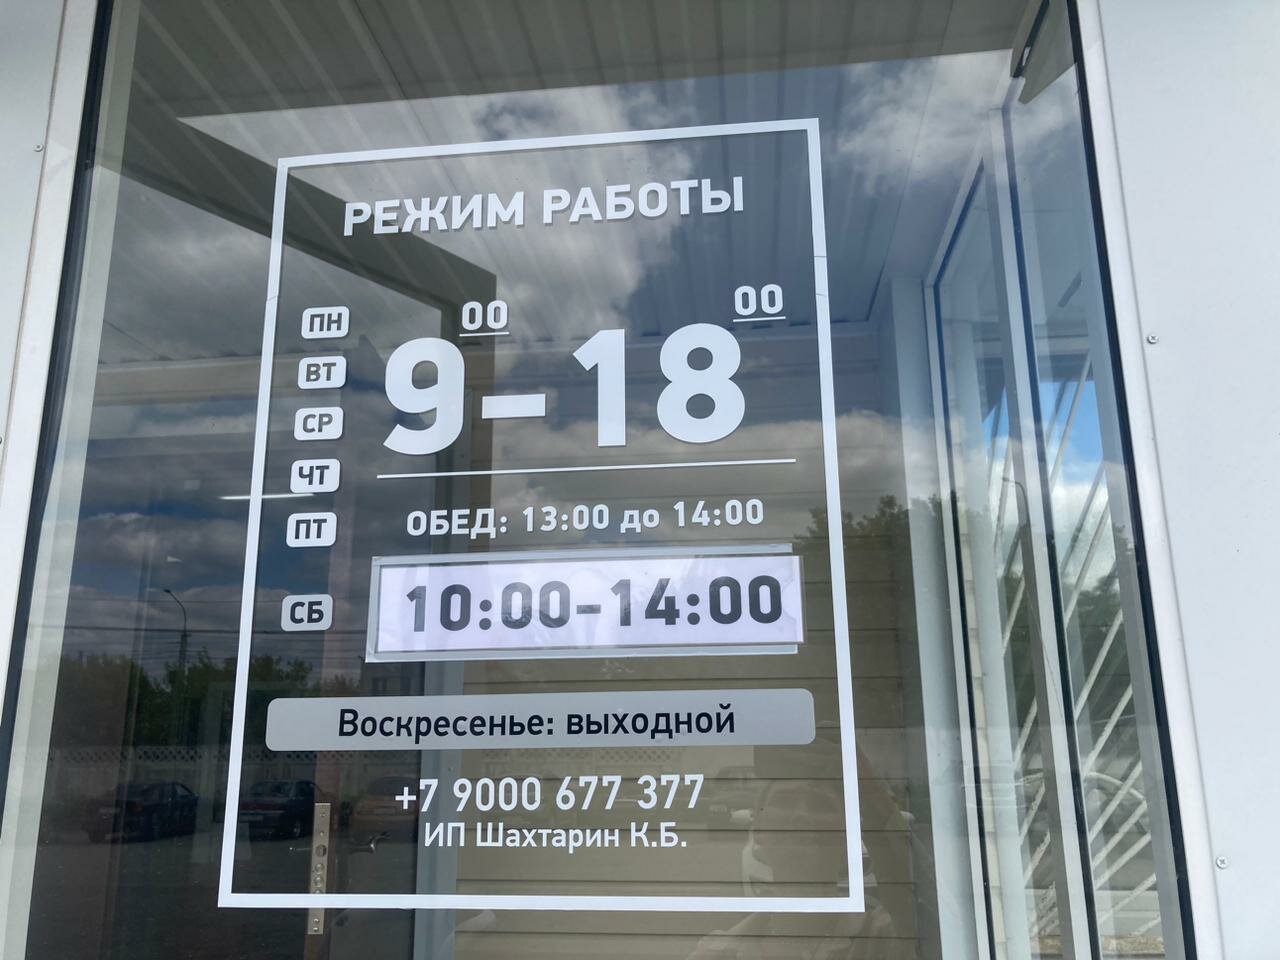 РЕЖИМ РАБОТЫ
ПН
ВТ
СР
ЧТ
ПТ
9 00 – 18 00
ОБЕД: 13:00 до 14:00
СБ 10:00-14:00
Воскресенье: выходной
+7 9000 677 377
ИП Шахтарин К.Б.